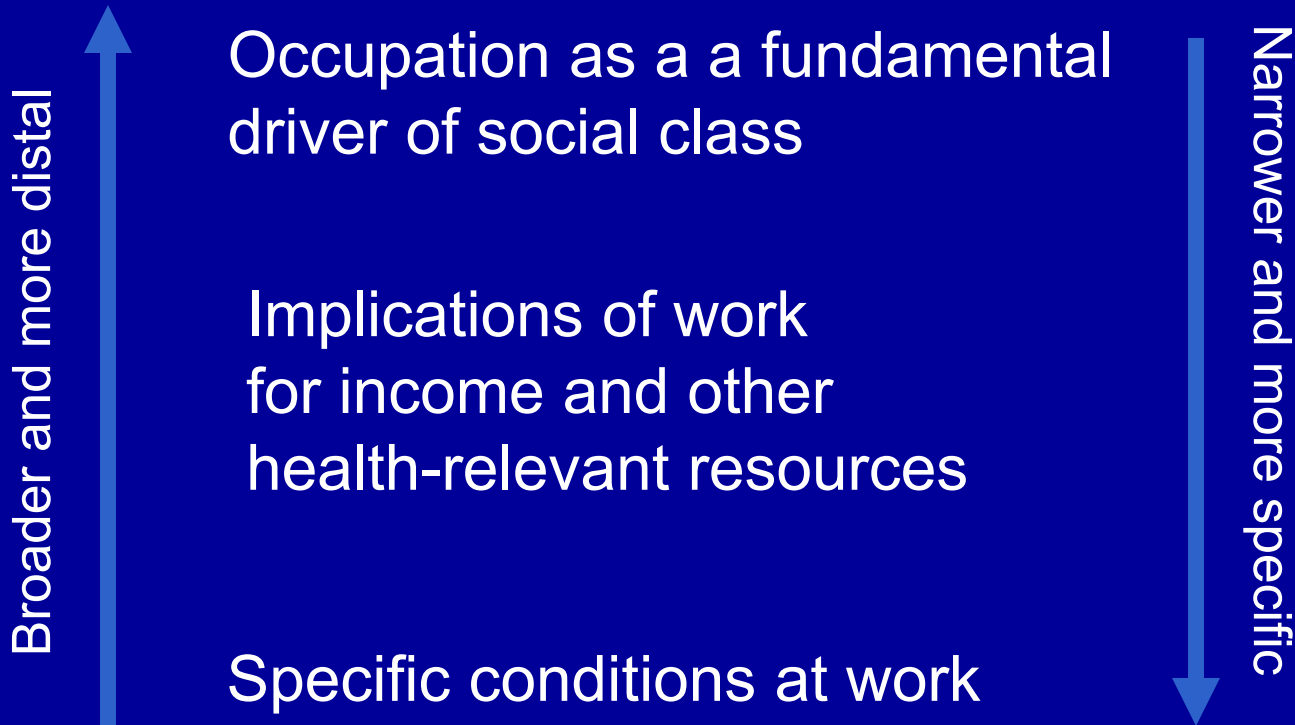 Broader and more distal
Occupation as a a fundamental
driver of social class
Implications of work
for income and other
health-relevant resources
Specific conditions at work
Narrower and more specific